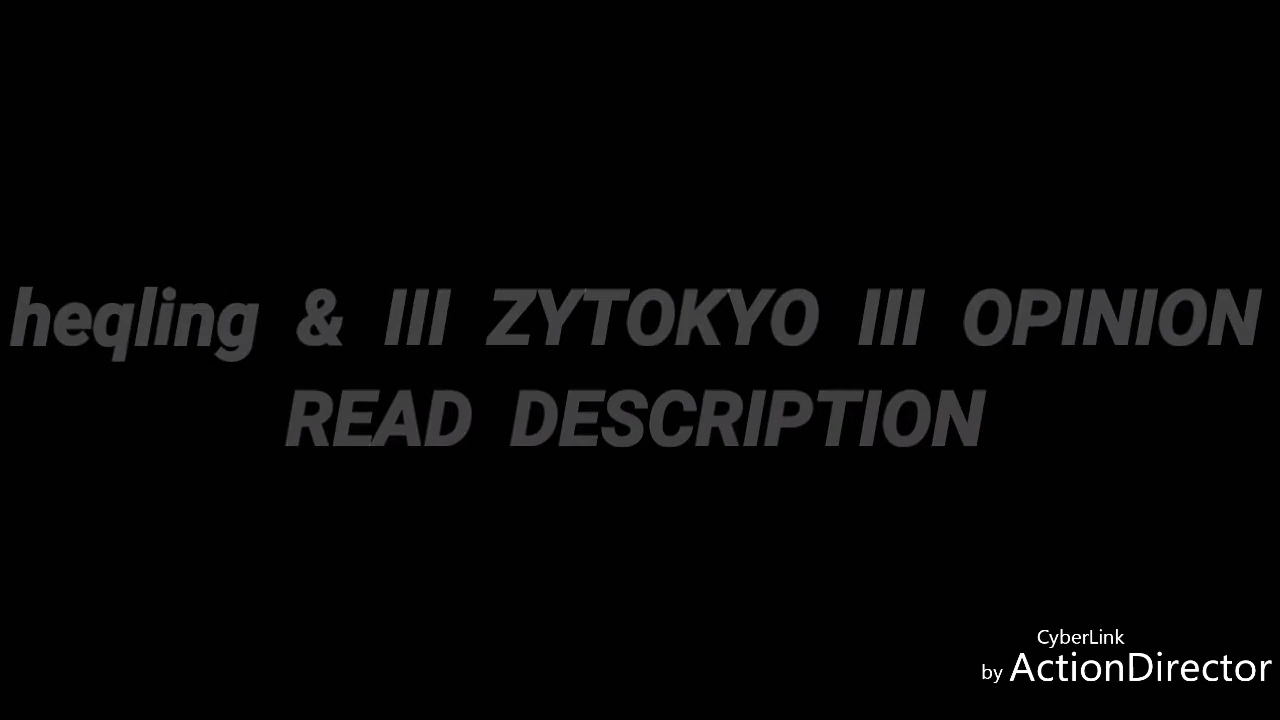 heqling & III ZYTOKYO III OPINION
READ DESCRIPTION
CyberLink
by ActionDirector